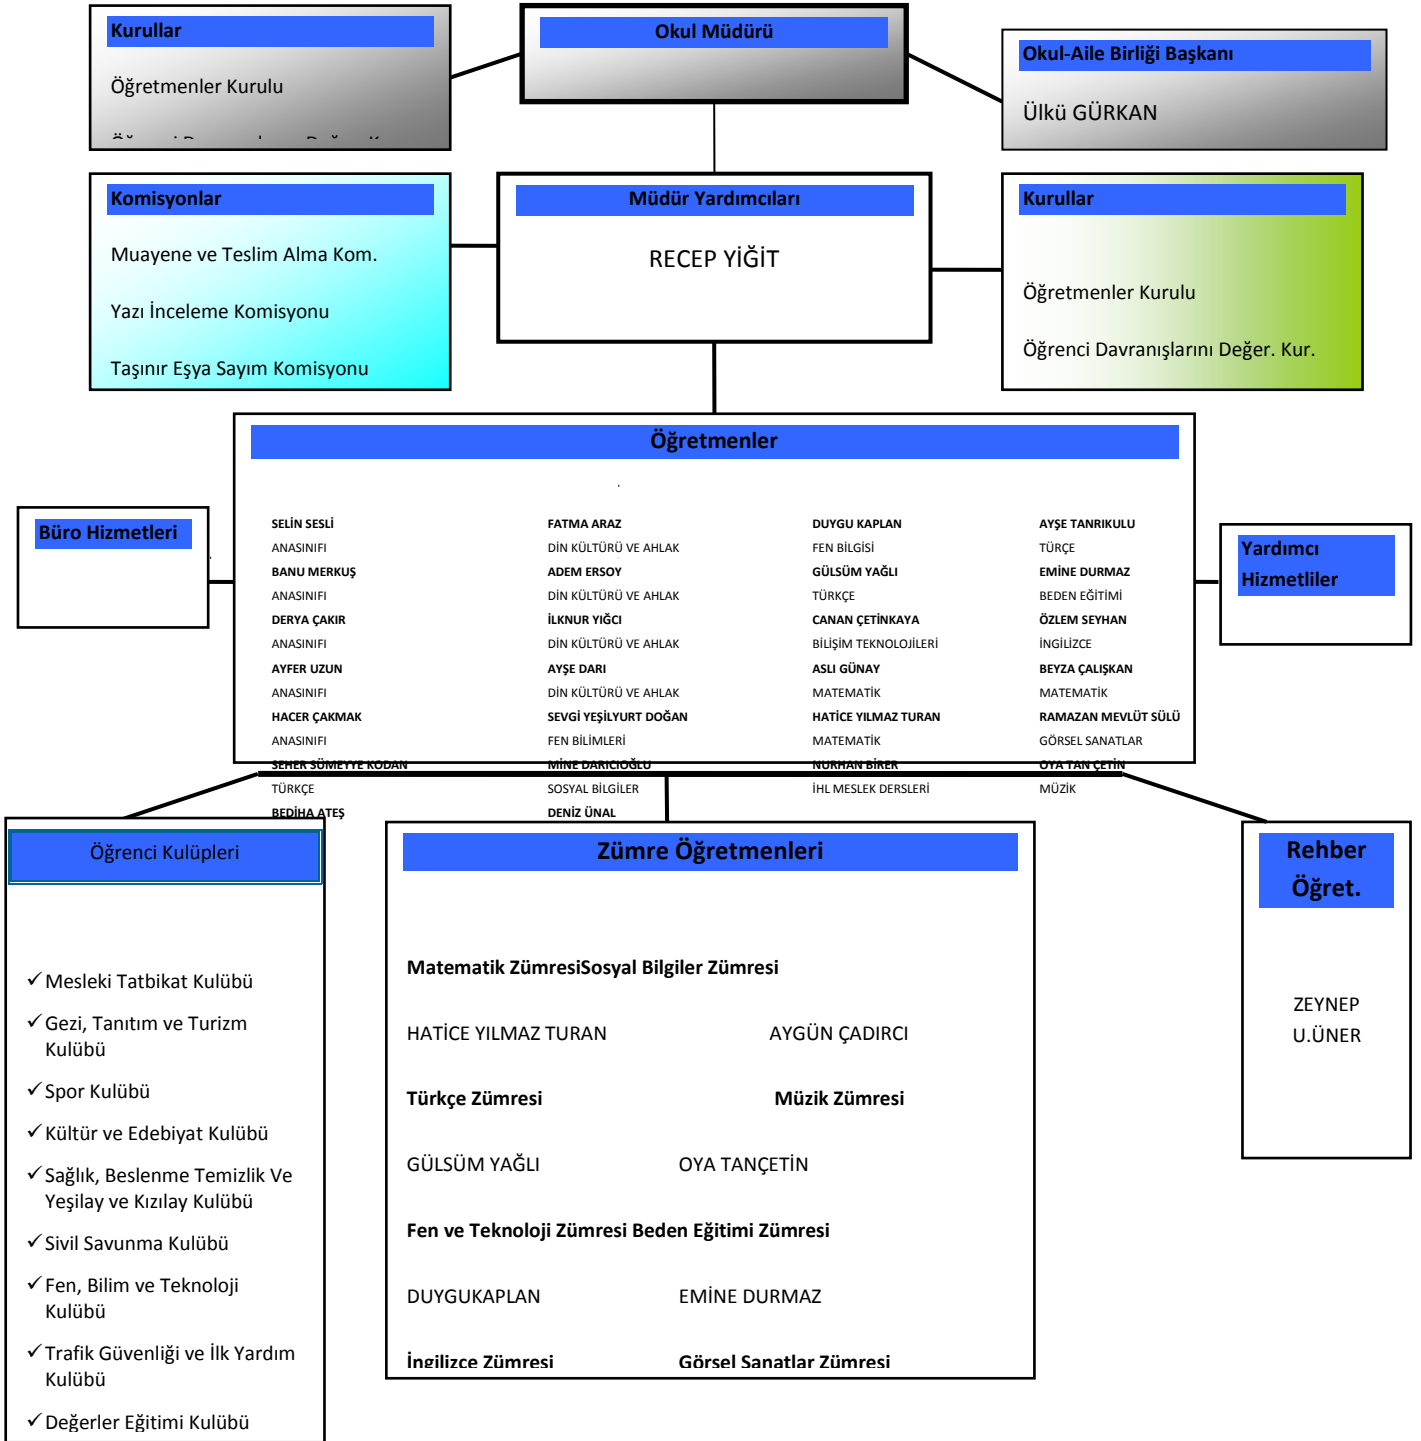 Kurullar
Öğretmenler Kurulu
Okul Müdürü
Okul-Aile Birliği Başkanı
Ülkü GÜRKAN
Komisyonlar
Muayene ve Teslim Alma Kom.
Yazı İnceleme Komisyonu
Taşınır Eşya Sayım Komisyonu
Müdür Yardımcıları
RECEP YİĞİT
Kurullar
Öğretmenler Kurulu
Öğrenci Davranışlarını Değer. Kur.
Öğretmenler
SELİN SESLİ FATMA ARAZ DUYGU KAPLAN AYŞE TANRIKULU
ANASINIFI DİN KÜLTÜRÜ VE AHLAK FEN BİLGİSİ TÜRÇE
BANU MERKUŞ ADEM ERSOY GÜLSÜM YAĞLI EMİNE DURMAZ
ANASINIFI DİN KÜLTÜRÜ VE AHLAK TÜRKÇE BEDEN EĞİTİMİ
DERYA ÇAKIR İLKNUR YIĞCI CANAN ÇETİNKAYA ÖZLEM SEYHAN
ANASINIFI DİN KÜLTÜRÜ VE AHLAK BİLİŞİM TEKNOLOJİLERİ İNGİLİZCE
AYFER UZUN AYŞE DARI ASLI GÜNAY BEYZA ÇALIŞKAN
ANASINIFI DİN KÜLTÜRÜ VE AHLAK MATEMATİK MATEMATİK
HACER ÇAKMAK SEVGİ YEŞİLYURT DOĞAN HATİCE YILMAZ TURAN RAMAZAN MEVLÜT SÜLÜ
ANASINIFI FEN BİLİMLERİ MATEMATİK GÖRSEL SANATLAR
SEHER SÜMEYYE KODAN MİNE DARICIOĞLU NURHAN BİRER OYA TAN ÇETİN
TÜRKÇE SOSYAL BİLGİLER İHL MESLEK DERSLERİ MÜZİK
BEDİHA ATEŞ DENİZ ÜNAL
Büro Hizmetleri
Yardımcı
Hizmetliler
Öğrenci Kulüpleri
✓Mesleki Tatbikat Kulübü
✓Gezi, Tanıtım ve Turizm
Kulübü
✓Spor Kulübü
✓Kültür ve Edebiyat Kulübü
✓Sağlık, Beslenme Temizlik Ve
Yeşilay ve Kızılay Kulübü
✓Sivil Savunma Kulübü
✓Fen, Bilim ve Teknoloji
Kulübü
✓Trafik Güvenliği ve İlk Yardım
Kulübü
✓Değerler Eğitimi Kulübü
Zümre Öğretmenleri
Matematik ZümresiSosyal Bilgiler Zümresi
HATİCE YILMAZ TURAN AYGÜN ÇADIRCI
Türkçe Zümresi Müzik Zümresi
GÜLSÜM YAĞLI OYA TANÇETİN
Fen ve Teknoloji Zümresi Beden Eğitimi Zümresi
DUYGUKAPLAN EMİNE DURMAZ
İngilizce Zümresi Görsel Sanatlar Zümresi
Rehber
Öğret.
ZEYNEP
U.ÜNER